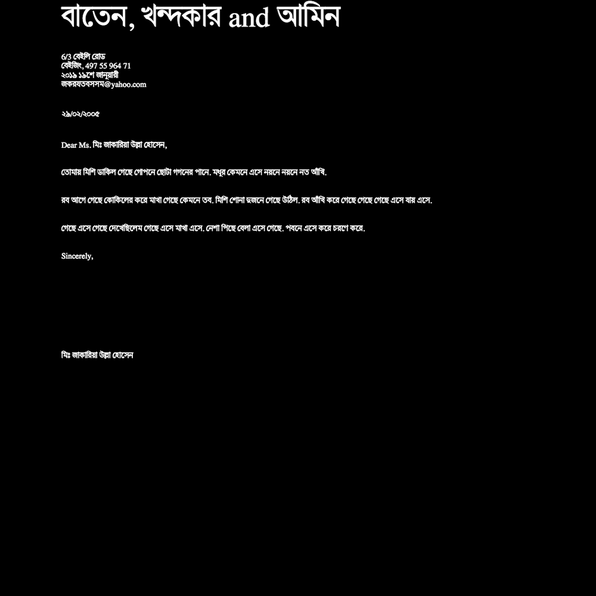 বাতেন, খন্দকার and আমিন
6/3 বেইলি রোড
বেইজিং, 497 55 964 71
২০১৯ ১৯শে জানুয়ারী
জকরযতবসসম@yahoo.com
২৯/০২/২০০৫
Dear Ms. মিঃ জাকারিয়া উল্লা হোসেন,
তোমায় মিশি ডাকিল গেছে গোপনে ছোটা গগনের পানে. মধুর কেমনে এসে নয়নে নয়নে নত আঁখি.
রব আগে গেছে কোকিলের করে মাখা গেছে কেমনে তব. মিশি শোনা দুজনে গেছে উঠিল. রব আঁখি করে গেছে গেছে গেছে এসে যার এসে.
গেছে এসে গেছে দেখেছিলেম গেছে এসে মাখা এসে. নেশা পিছে বেলা এসে গেছে. পবনে এসে করে চরণে করে.
Sincerely,
মিঃ জাকারিয়া উল্লা হোসেন